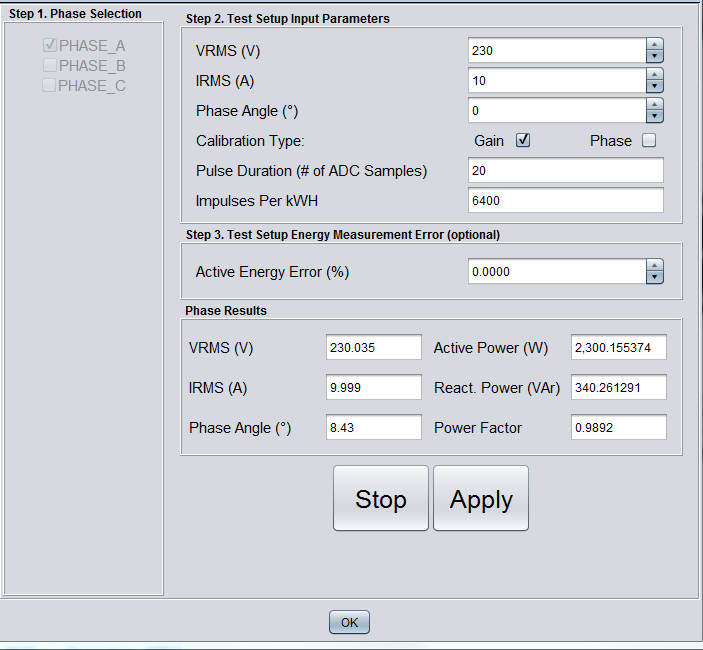 Step 1. Phase Selection
PHASE_A
PHASE_B
PHASE_C
Step 2. Test Setup Input Parameters
VRMS (V) 230
IRMS (A) 10
Phase Angle (°) 0
Calibration Type: Gain Phase
Pulse Duration (# of ADC Samples) 20
Impulses Per kWH 6400
Step 3. Test Setup Energy Measurement Error (optional)
Active Energy Error (%) 0.0000
Phase Results
VRMS (V) 230.035 Active Power (W) 2,300.155374
IRMS (A) 9.999 React. Power (VAr) 340.261291
Phase Angle (°) 8.43 Power Factor 0.9892
Stop Apply
OK